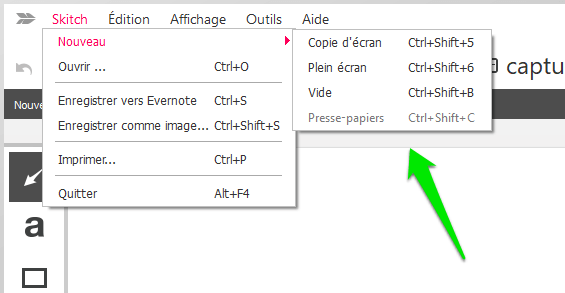 Skitch Édition Affichage Outils Aide
Nouveau
Ouvrir ... Ctrl+O
Enregistrer vers Evernote Ctrl+S
Enregistrer comme image... Ctrl+Shift+S
Imprimer... Ctrl+P
Quitter Alt+F4
Copie d'écran Ctrl+Shift+5
Plein écran Ctrl+Shift+6
Vide Ctrl+Shift+B
Presse-papiers Ctrl+Shift+C
captu
Nouve
a